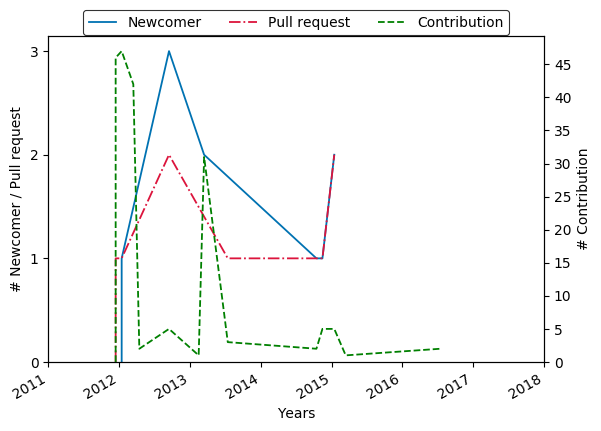 Newcomer Pull request Contribution
# Newcomer / Pull request
3
2
1
0
# Contribution
45
40
35
30
25
20
15
10
5
0
2011 2012 2013 2014 2015 2016 2017 2018
Years